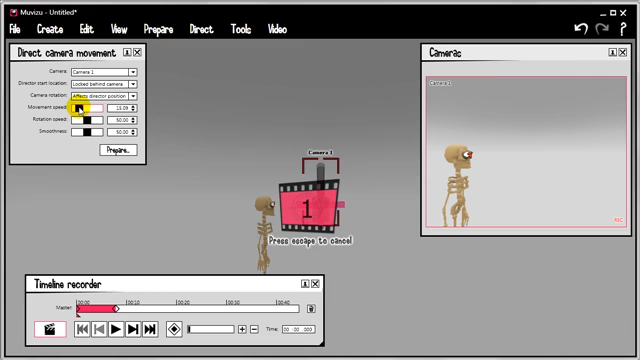 Muvizu - Untitled*
File Create Edit View Prepare Direct Tools Video
?
Direct camera movement
Camera: Camera 1
Director start location: Locked behind camera
Camera rotation: Affects director position
Movement speed: 15.09
Rotation speed: 50.00
Smoothness: 50.00
Prepare...
Cameras
Camera 1
REC
Camera 1
1
Press escape to cancel
Timeline recorder
00:00 00:10 00:20 00:30 00:40
Master:
Time: 00 : 00 . 000